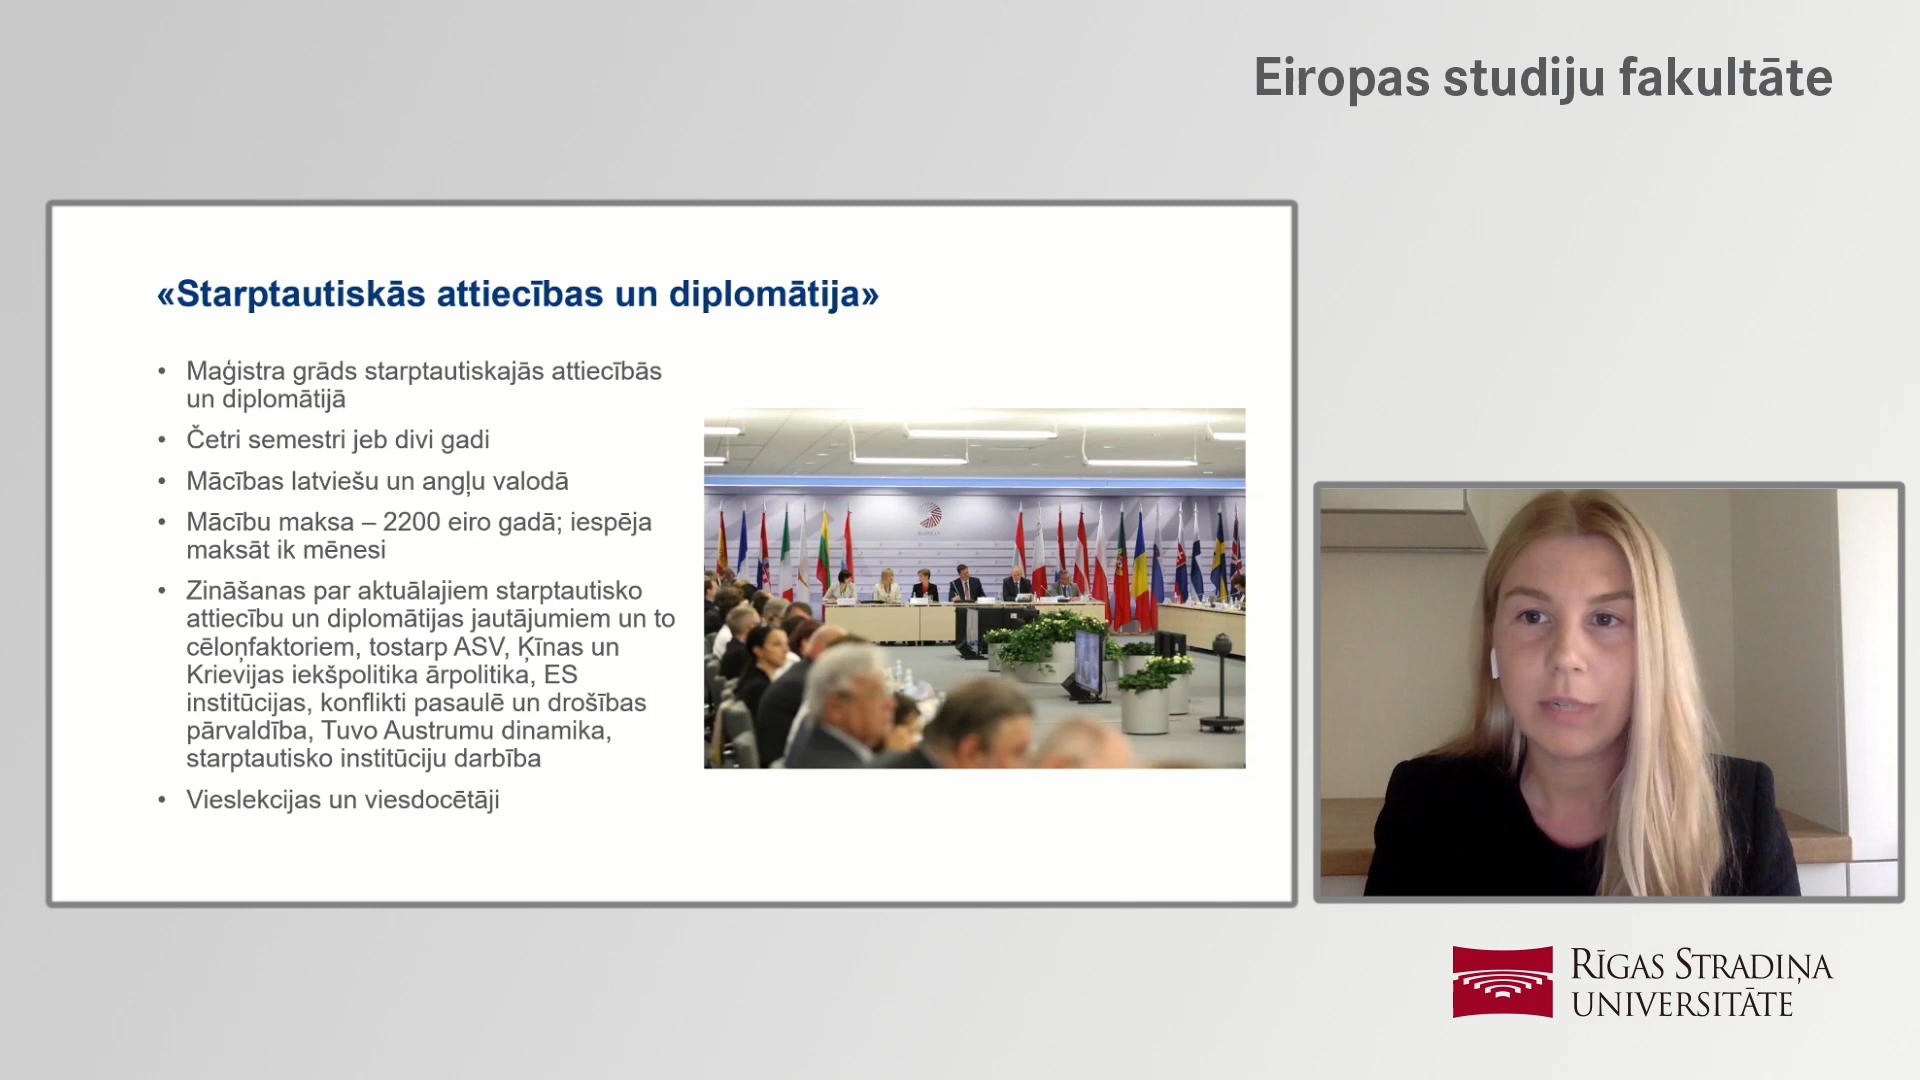 Eiropas studiju fakultāte
«Starptautiskās attiecības un diplomātija»
• Maģistra grāds starptautiskajās attiecībās
un diplomātijā
• Četri semestri jeb divi gadi
• Mācības latviešu un angļu valodā
• Mācību maksa – 2200 eiro gadā; iespēja
maksāt ik mēnesi
• Zināšanas par aktuālajiem starptautisko
attiecību un diplomātijas jautājumiem un to
cēloņfaktoriem, tostarp ASV, Ķīnas un
Krievijas iekšpolitika ārpolitika, ES
institūcijas, konflikti pasaulē un drošības
pārvaldība, Tuvo Austrumu dinamika,
starptautisko institūciju darbība
• Vieslekcijas un viesdocētāji
RĪGAS STRADIŅA
UNIVERSITĀTE